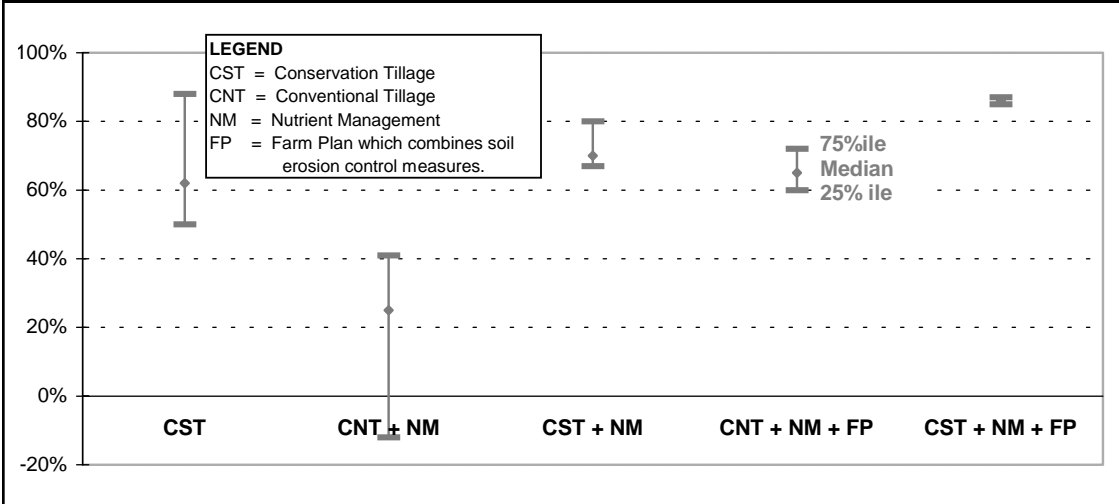 100%
80%
60%
40%
20%
0%
-20%
LEGEND
CST = Conservation Tillage
CNT = Conventional Tillage
NM = Nutrient Management
FP = Farm Plan which combines soil
erosion control measures.
75%ile
Median
25% ile
CST
CNT + NM
CST + NM
CNT + NM + FP
CST + NM + FP